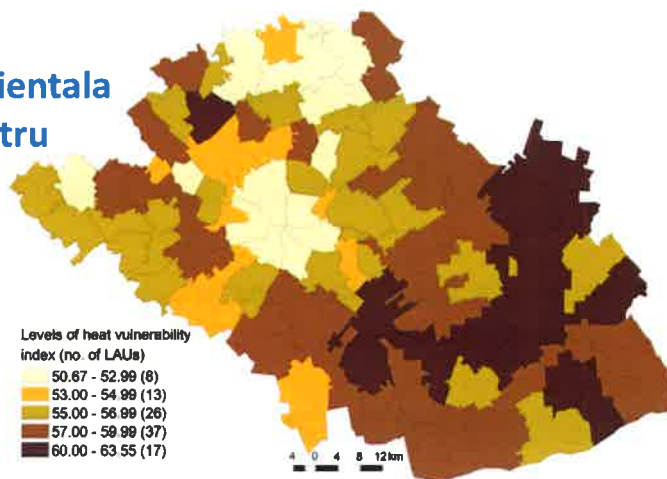 ientala
tru
Levels of heat vulnerability
index (no. of LAUs)
50.67 - 52.99 (8)
53.00 - 54.99 (13)
55.00 - 56.99 (26)
57.00 - 59.99 (37)
60.00 - 63.55 (17)
4 0 4 8 12 km